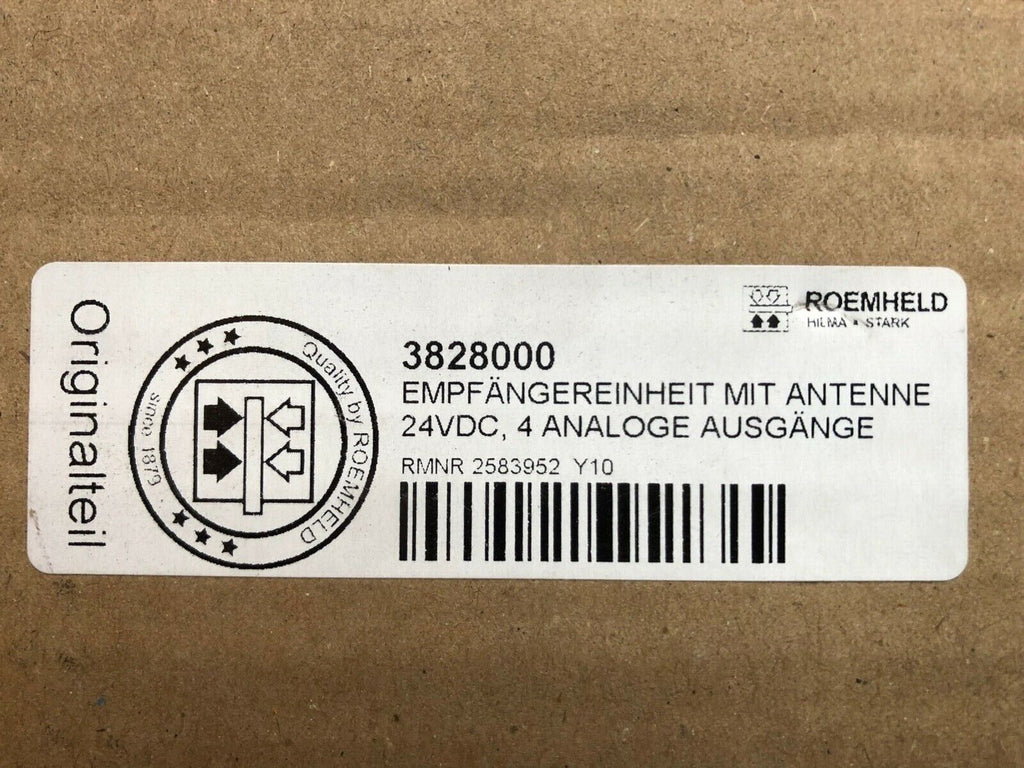 Originalteil
Quality by ROEMHELD
since 1879
ROEMHELD
HILMA ▪ STARK
3828000
EMPFÄNGEREINHEIT MIT ANTENNE
24VDC, 4 ANALOGE AUSGÄNGE
RMNR 2583952 Y10